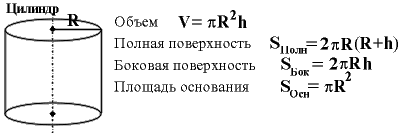 Цилиндр
R
Объем V= πR²h
Полная поверхность Sполн= 2πR(R+h)
Боковая поверхность SБок = 2πRh
Площадь основания SОсн= πR²